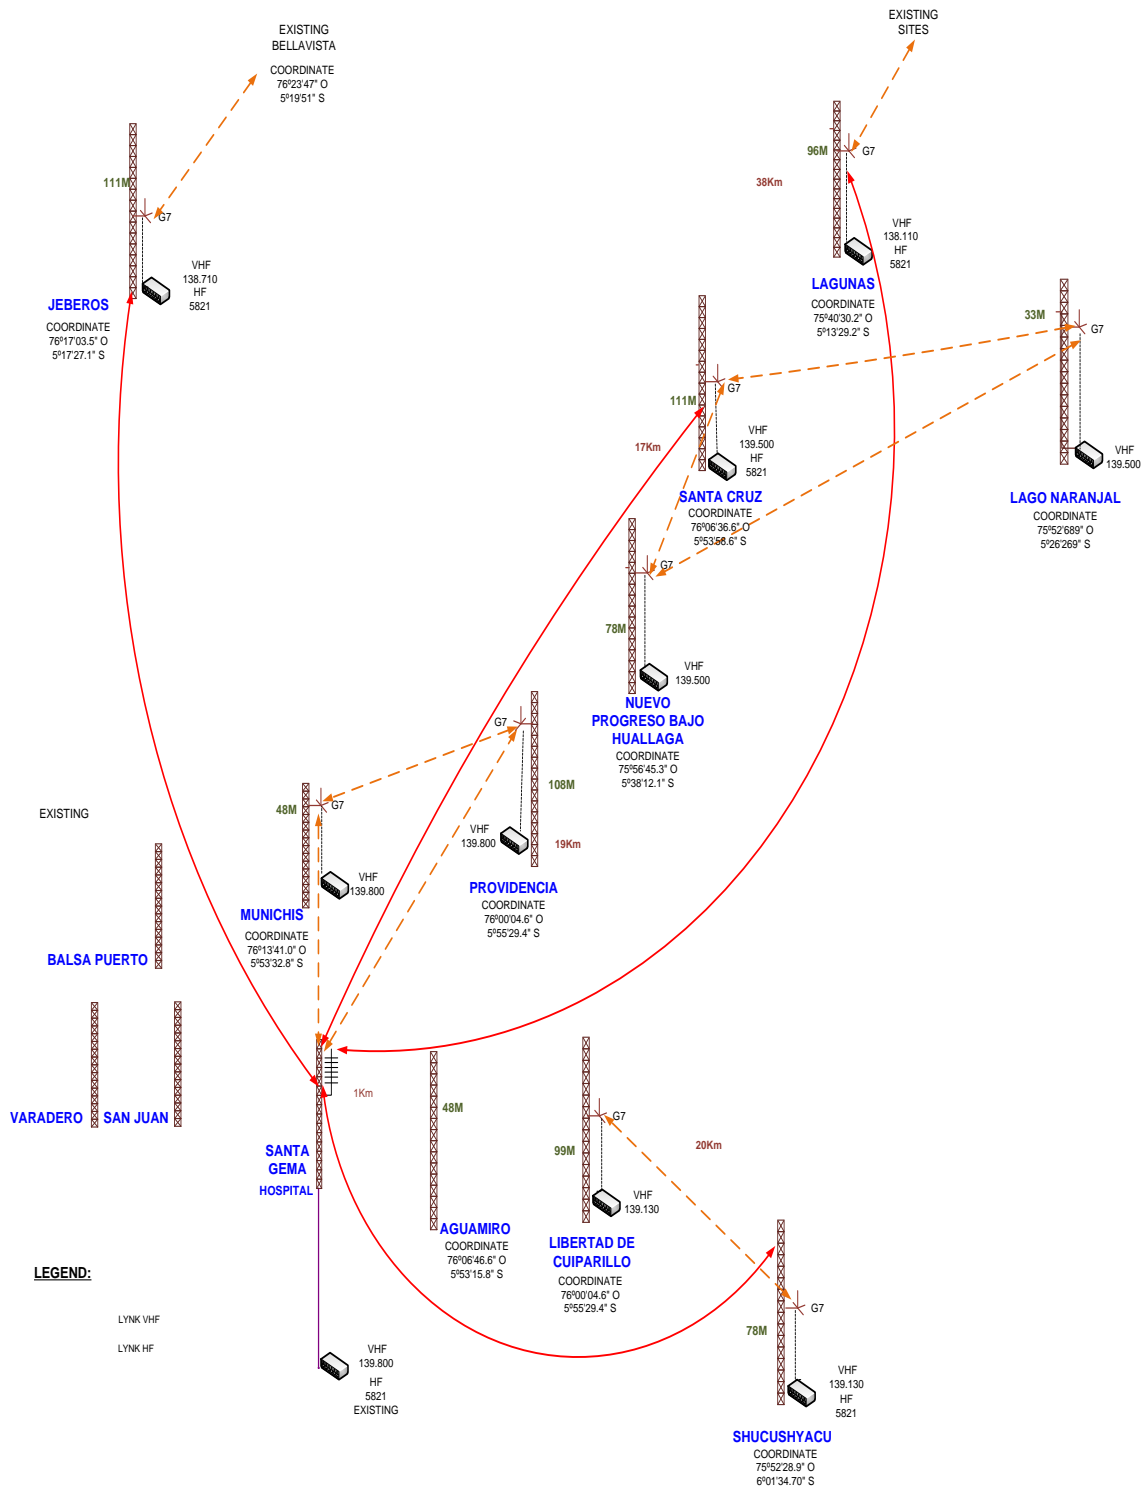 EXISTING
BELLAVISTA
COORDINATE
76º23'47" O
5º19'51" S
EXISTING
SITES
111M
G7
VHF
138.710
HF
5821
JEBEROS
COORDINATE
76º17'03.5" O
5º17'27.1" S
96M
G7
38Km
VHF
138.110
HF
5821
LAGUNAS
COORDINATE
75º40'30.2" O
5º13'29.2" S
33M
G7
VHF
139.500
LAGO NARANJAL
COORDINATE
75º52'689" O
5º26'269" S
G7
111M
17Km
VHF
139.500
HF
5821
SANTA CRUZ
COORDINATE
76º06'36.6" O
5º53'58.6" S
G7
78M
VHF
139.500
NUEVO
PROGRESO BAJO
HUALLAGA
COORDINATE
75º56'45.3" O
5º38'12.1" S
G7
108M
VHF
139.800
19Km
PROVIDENCIA
COORDINATE
76º00'04.6" O
5º55'29.4" S
48M
G7
VHF
139.800
MUNICHIS
COORDINATE
76º13'41.0" O
5º53'32.8" S
EXISTING
BALSA PUERTO
VARADERO
SAN JUAN
1Km
SANTA
GEMA
HOSPITAL
48M
AGUAMIRO
COORDINATE
76º06'46.6" O
5º53'15.8" S
G7
99M
VHF
139.130
LIBERTAD DE
CUIPARILLO
COORDINATE
76º00'04.6" O
5º55'29.4" S
20Km
G7
78M
VHF
139.130
HF
5821
SHUCUSHYACU
COORDINATE
75º52'28.9" O
6º01'34.70" S
LEGEND:
LYNK VHF
LYNK HF
VHF
139.800
HF
5821
EXISTING